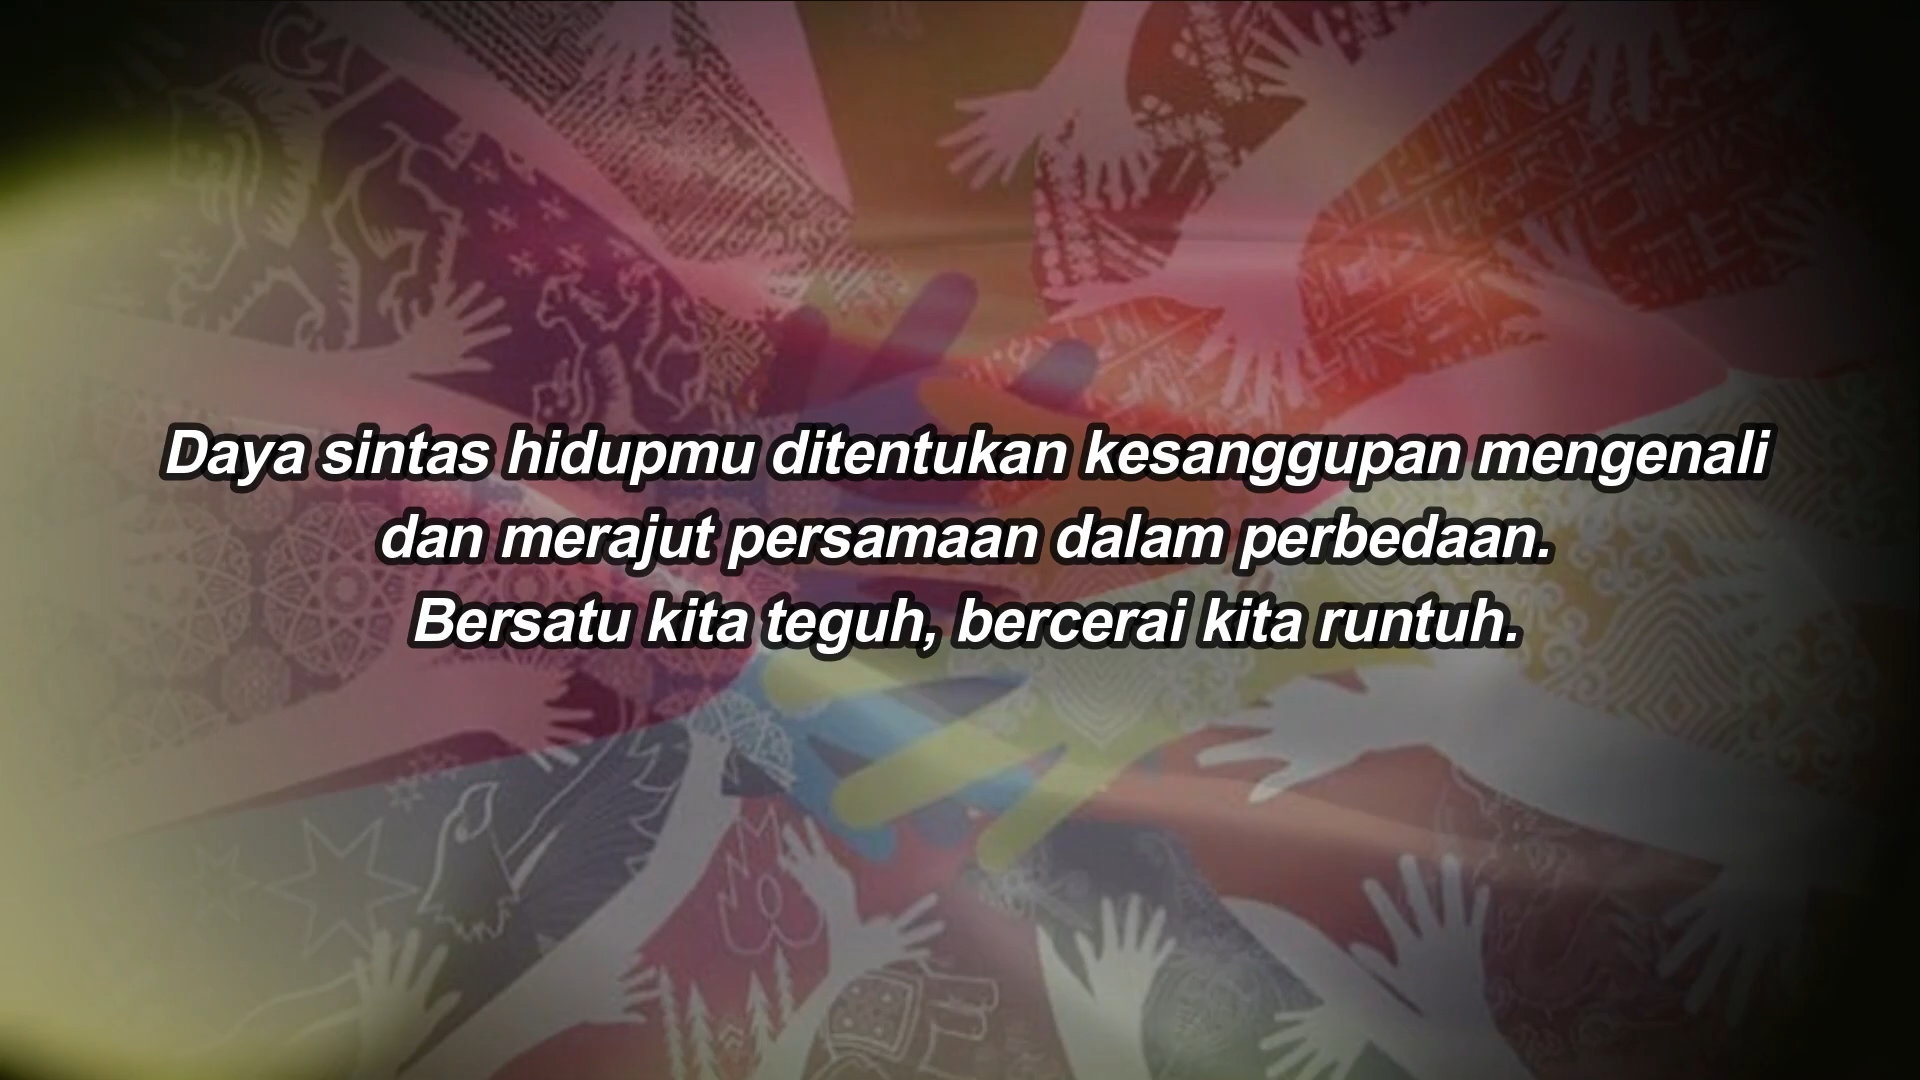 Daya sintas hidupmu ditentukan kesanggupan mengenali
dan merajut persamaan dalam perbedaan.
Bersatu kita teguh, bercerai kita runtuh.